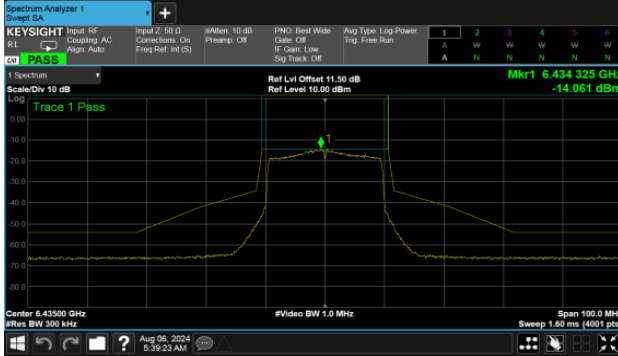 Spectrum Analyzer 1
Swept SA
KEYSIGHT
RL
LXI
PASS
Input: RF
Coupling: AC
Align: Auto
Input Z: 50 Ω
Corrections: On
Freq Ref: Int (S)
#Atten: 10 dB
Preamp: Off
PNO: Best Wide
Gate: Off
IF Gain: Low
Sig Track: Off
Avg Type: Log-Power
Trig: Free Run
1 2 3 4 5 6
A W W W W W
A N N N N N
1 Spectrum
Scale/Div 10 dB
Ref Lvl Offset 11.50 dB
Ref Level 10.00 dBm
Mkr1 6.434 325 GHz
-14.061 dBm
Log
Trace 1 Pass
0.00
-10.0
1
-20.0
-30.0
-40.0
-50.0
-60.0
-70.0
-80.0
Center 6.43500 GHz
#Res BW 300 kHz
#Video BW 1.0 MHz
Span 100.0 MH
Sweep 1.60 ms (4001 pts
Aug 06, 2024
5:39:23 AM